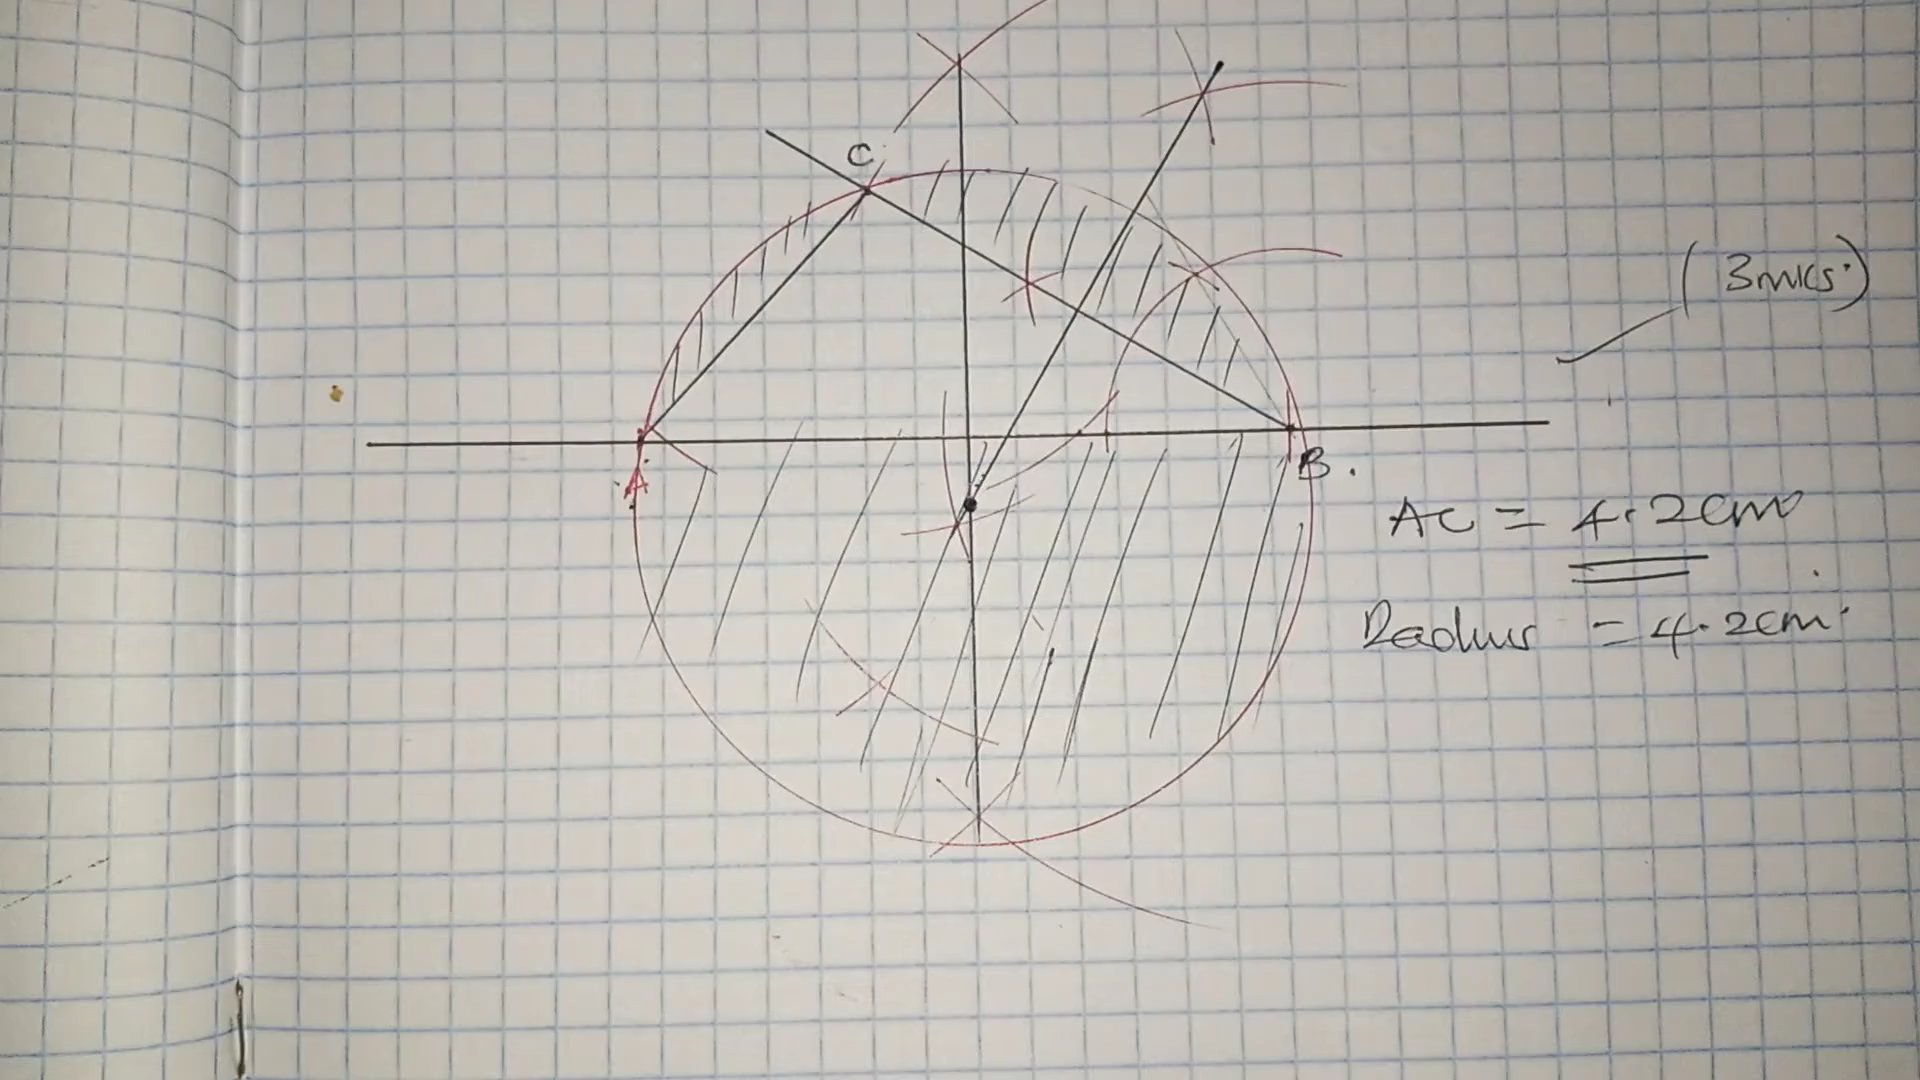 C
(3mks.)
A
B.
AC = 4.2cm
Radius = 4.2cm.